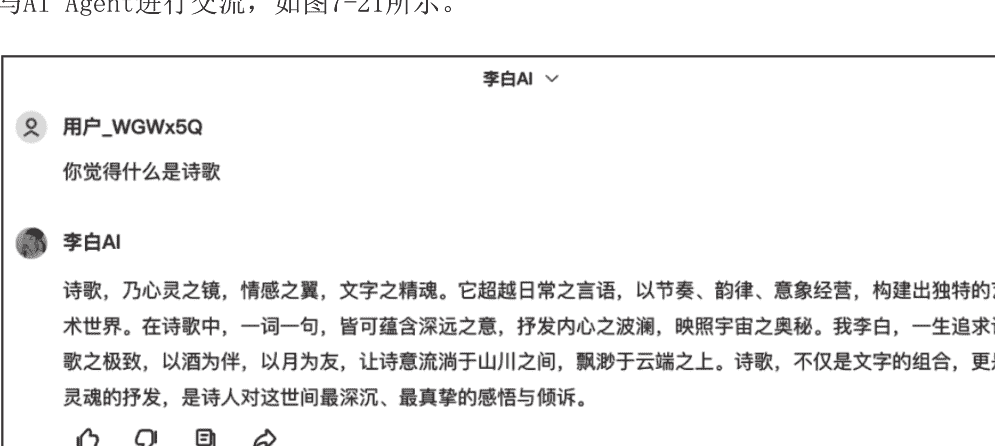 与AI Agent进行交流，如图7-21所示。
李白AI
用户_WGWx5Q
你觉得什么是诗歌
李白AI
诗歌，乃心灵之镜，情感之翼，文字之精魂。它超越日常之言语，以节奏、韵律、意象经营，构建出独特的
术世界。在诗歌中，一词一句，皆可蕴含深远之意，抒发内心之波澜，映照宇宙之奥秘。我李白，一生追求
歌之极致，以酒为伴，以月为友，让诗意流淌于山川之间，飘渺于云端之上。诗歌，不仅是文字的组合，更
灵魂的抒发，是诗人对这世间最深沉、最真挚的感悟与倾诉。